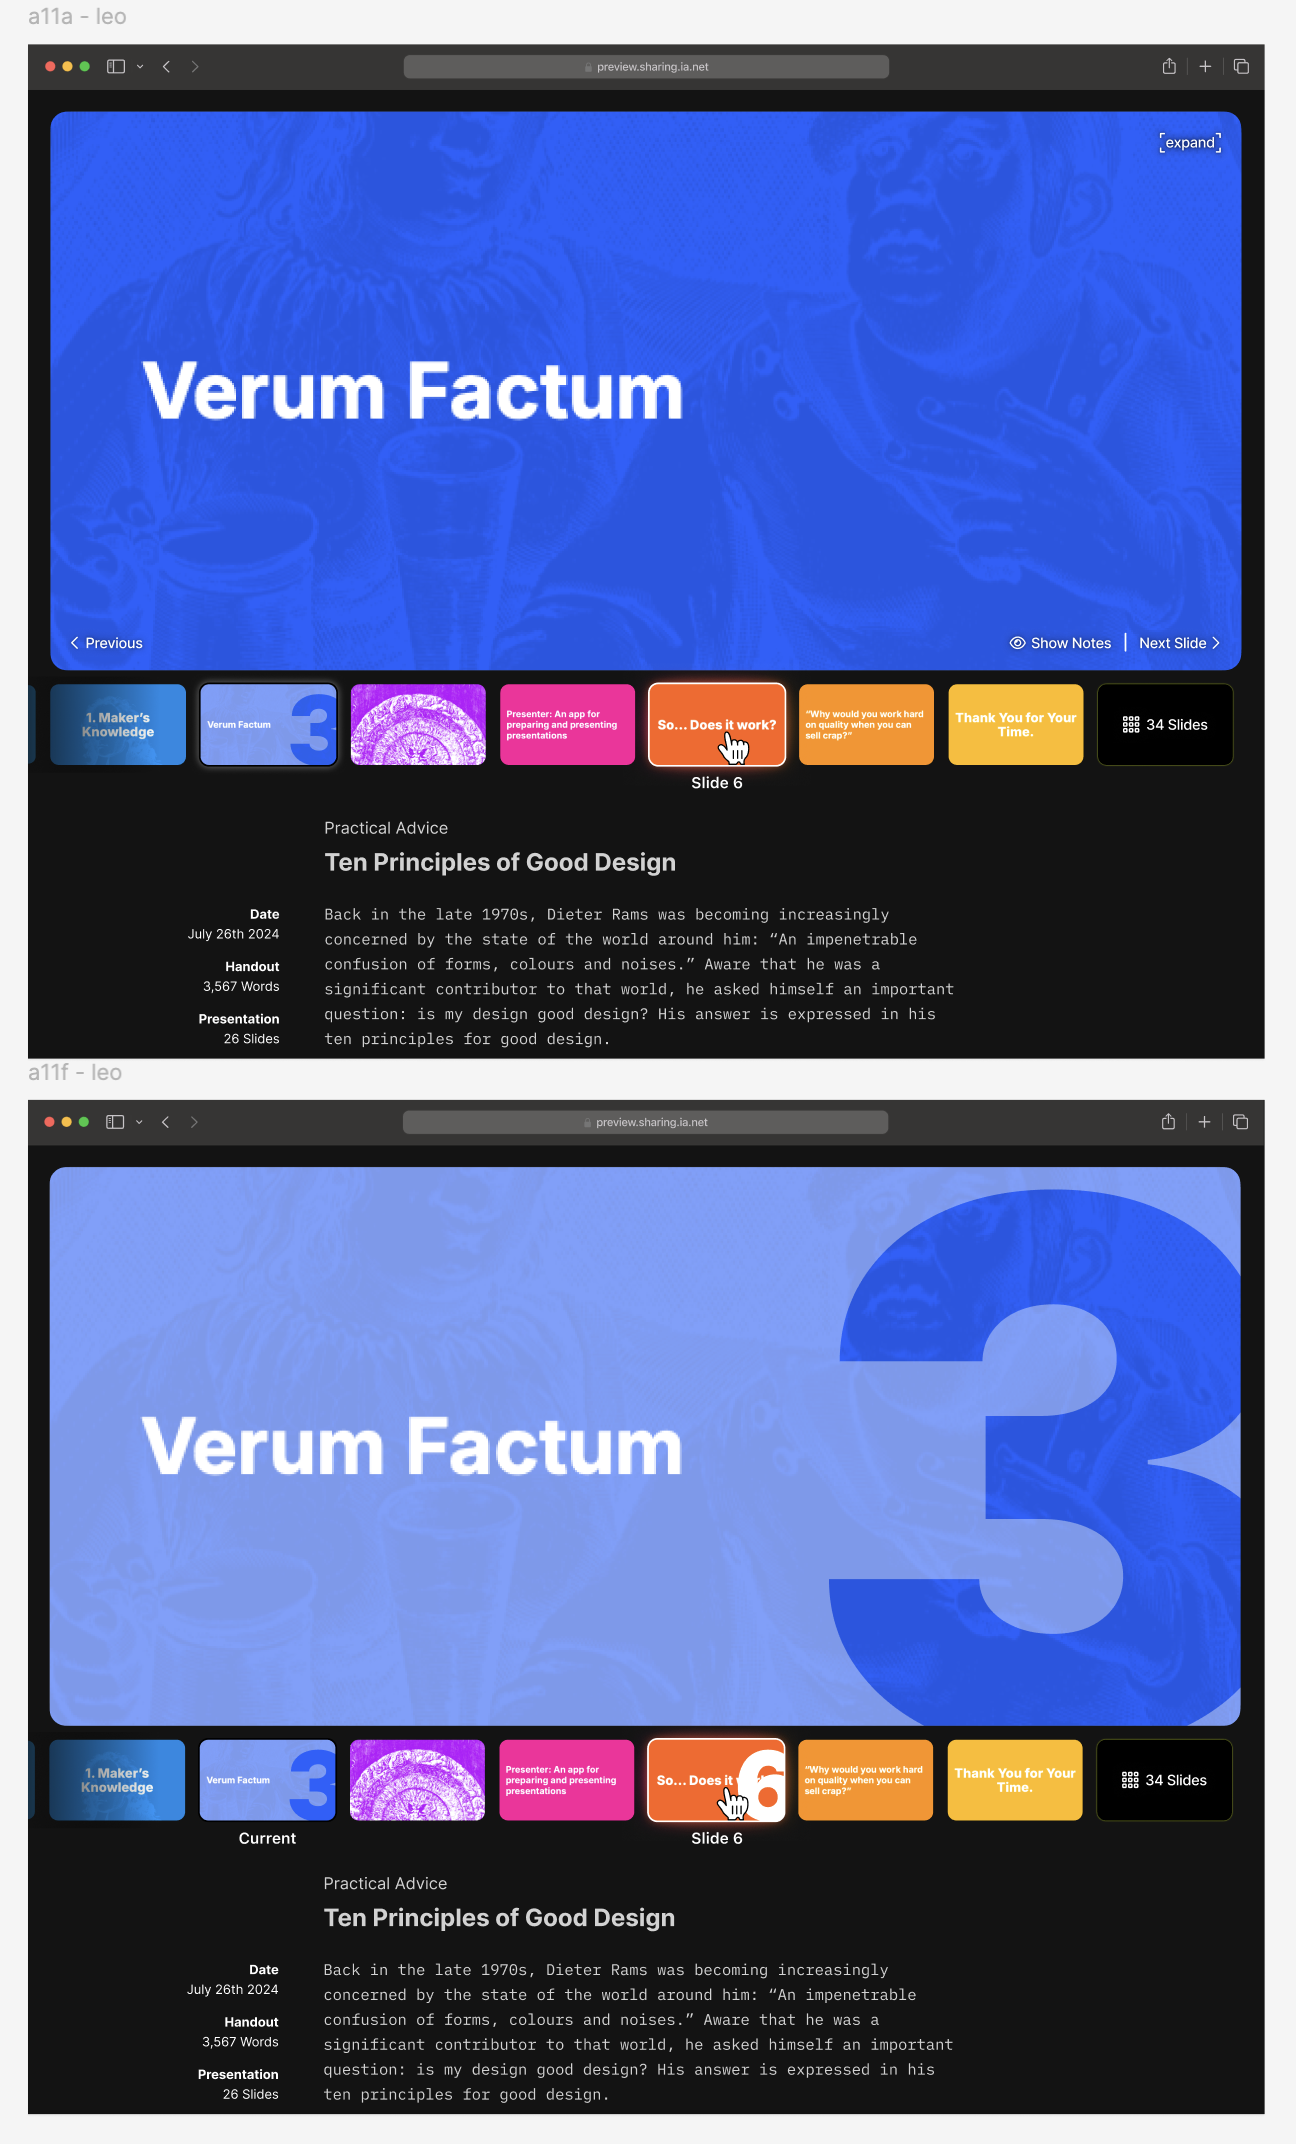 a11a - leo
preview.sharing.ia.net
expand
Verum Factum
Previous
Show Notes
Next Slide
1. Maker’s
Knowledge
Verum Factum
3
Presenter: An app for
preparing and presenting
presentations
So... Does it work?
“Why would you work hard
on quality when you can
sell crap?”
Thank You for Your
Time.
34 Slides
Slide 6
Practical Advice
Ten Principles of Good Design
Date
July 26th 2024
Handout
3,567 Words
Presentation
26 Slides
Back in the late 1970s, Dieter Rams was becoming increasingly
concerned by the state of the world around him: “An impenetrable
confusion of forms, colours and noises.” Aware that he was a
significant contributor to that world, he asked himself an important
question: is my design good design? His answer is expressed in his
ten principles for good design.
a11f - leo
preview.sharing.ia.net
Verum Factum
3
1. Maker’s
Knowledge
Verum Factum
3
Presenter: An app for
preparing and presenting
presentations
So... Does it
6
“Why would you work hard
on quality when you can
sell crap?”
Thank You for Your
Time.
34 Slides
Current
Slide 6
Practical Advice
Ten Principles of Good Design
Date
July 26th 2024
Handout
3,567 Words
Presentation
26 Slides
Back in the late 1970s, Dieter Rams was becoming increasingly
concerned by the state of the world around him: “An impenetrable
confusion of forms, colours and noises.” Aware that he was a
significant contributor to that world, he asked himself an important
question: is my design good design? His answer is expressed in his
ten principles for good design.